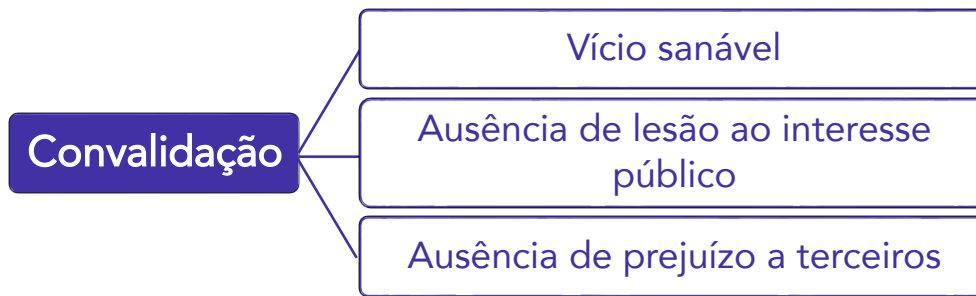 Convalidação
Vício sanável
Ausência de lesão ao interesse
público
Ausência de prejuízo a terceiros